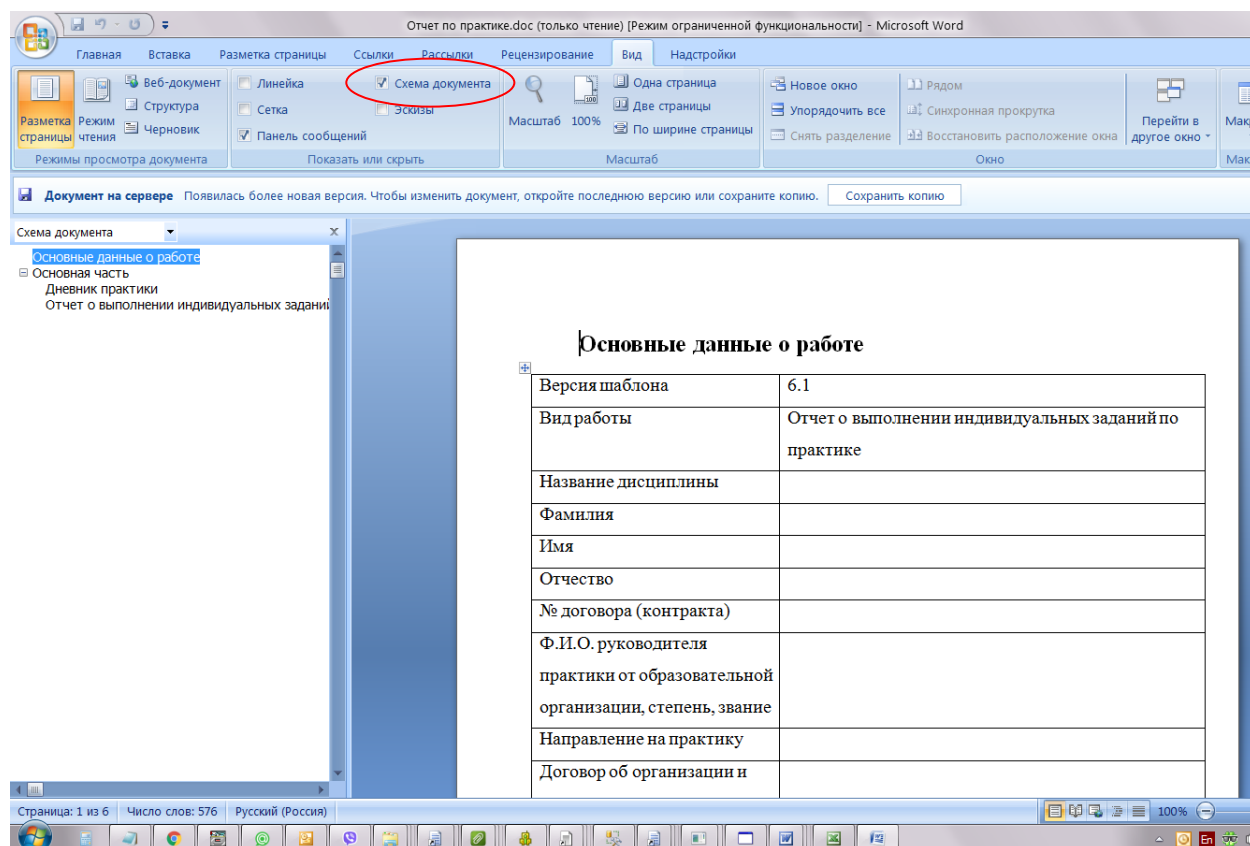 Отчет по практике.doc (только чтение) [Режим ограниченной функциональности] - Microsoft Word
Главная Вставка Разметка страницы Ссылки Рассылки Рецензирование Вид Надстройки
Разметка страницы
Режим чтения
Веб-документ
Структура
Черновик
Режимы просмотра документа
Линейка
Сетка
Панель сообщений
Схема документа
Эскизы
Показать или скрыть
Масштаб
100%
Одна страница
Две страницы
По ширине страницы
Масштаб
Новое окно
Упорядочить все
Снять разделение
Рядом
Синхронная прокрутка
Восстановить расположение окна
Перейти в
другое окно
Окно
Документ на сервере Появилась более новая версия. Чтобы изменить документ, откройте последнюю версию или сохраните копию. Сохранить копию
Схема документа x
Основные данные о работе
Основная часть
Дневник практики
Отчет о выполнении индивидуальных заданий
Основные данные о работе
Версия шаблона 6.1
Вид работы Отчет о выполнении индивидуальных заданий по
практике
Название дисциплины
Фамилия
Имя
Отчество
№ договора (контракта)
Ф.И.О. руководителя
практики от образовательной
организации, степень, звание
Направление на практику
Договор об организации и
Страница: 1 из 6 Число слов: 576 Русский (Россия) 100%
En